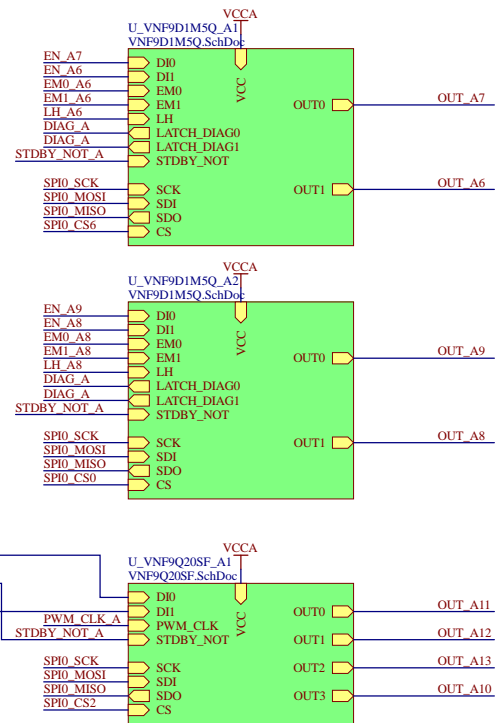 VCCA
U_VNF9D1M5Q_A1
VNF9D1M5Q.SchDoc
VCC
EN_A7 DI0
EN_A6 DI1
EM0_A6 EM0
EM1_A6 EM1 OUT0 OUT_A7
LH_A6 LH
DIAG_A LATCH_DIAG0
DIAG_A LATCH_DIAG1
STDBY_NOT_A STDBY_NOT
SPI0_SCK SCK OUT1 OUT_A6
SPI0_MOSI SDI
SPI0_MISO SDO
SPI0_CS6 CS
VCCA
U_VNF9D1M5Q_A2
VNF9D1M5Q.SchDoc
VCC
EN_A9 DI0
EN_A8 DI1
EM0_A8 EM0
EM1_A8 EM1 OUT0 OUT_A9
LH_A8 LH
DIAG_A LATCH_DIAG0
DIAG_A LATCH_DIAG1
STDBY_NOT_A STDBY_NOT
SPI0_SCK SCK OUT1 OUT_A8
SPI0_MOSI SDI
SPI0_MISO SDO
SPI0_CS0 CS
VCCA
U_VNF9Q20SF_A1
VNF9Q20SF.SchDoc
VCC
DI0
DI1 OUT0 OUT_A11
PWM_CLK_A PWM_CLK
STDBY_NOT_A STDBY_NOT OUT1 OUT_A12
SPI0_SCK SCK OUT2 OUT_A13
SPI0_MOSI SDI
SPI0_MISO SDO OUT3 OUT_A10
SPI0_CS2 CS